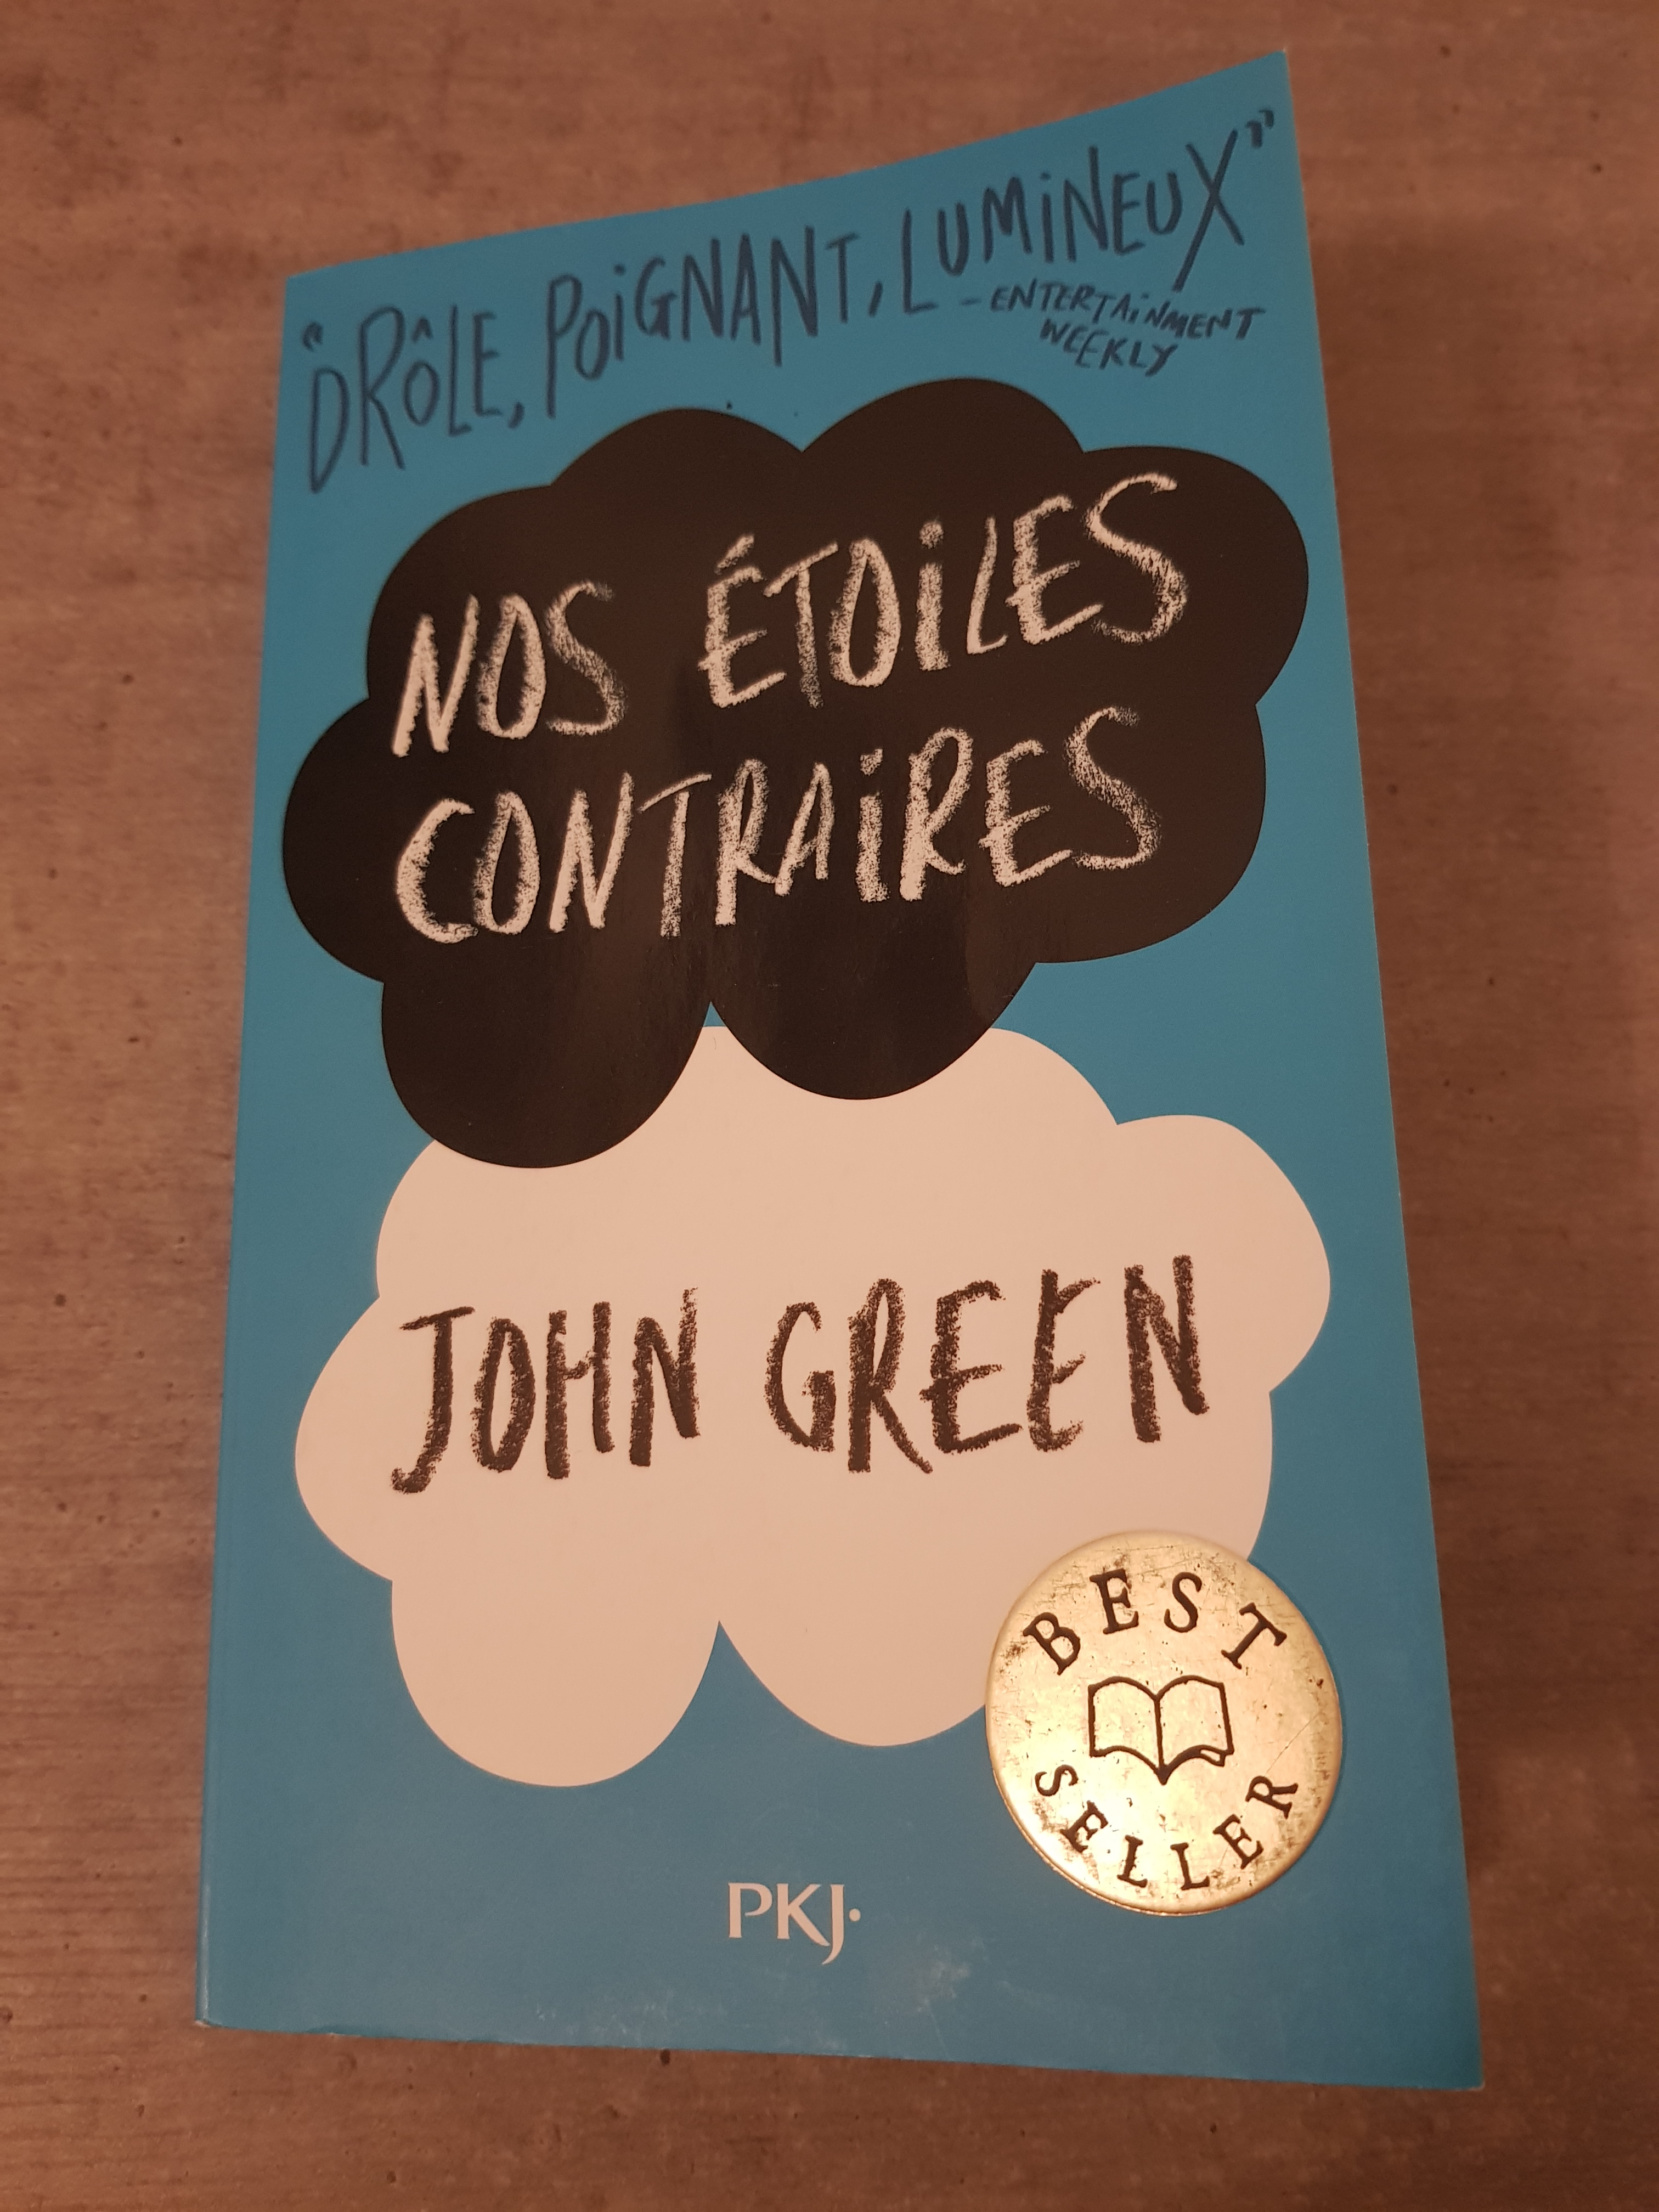 “DRÔLE, POiGNANT, LUMiNEUX”
– ENTERTAiNMENT
WEEKLY
NOS ÉTOiLES
CONTRAiRES
JOHN GREEN
BEST
SELLER
PKJ·